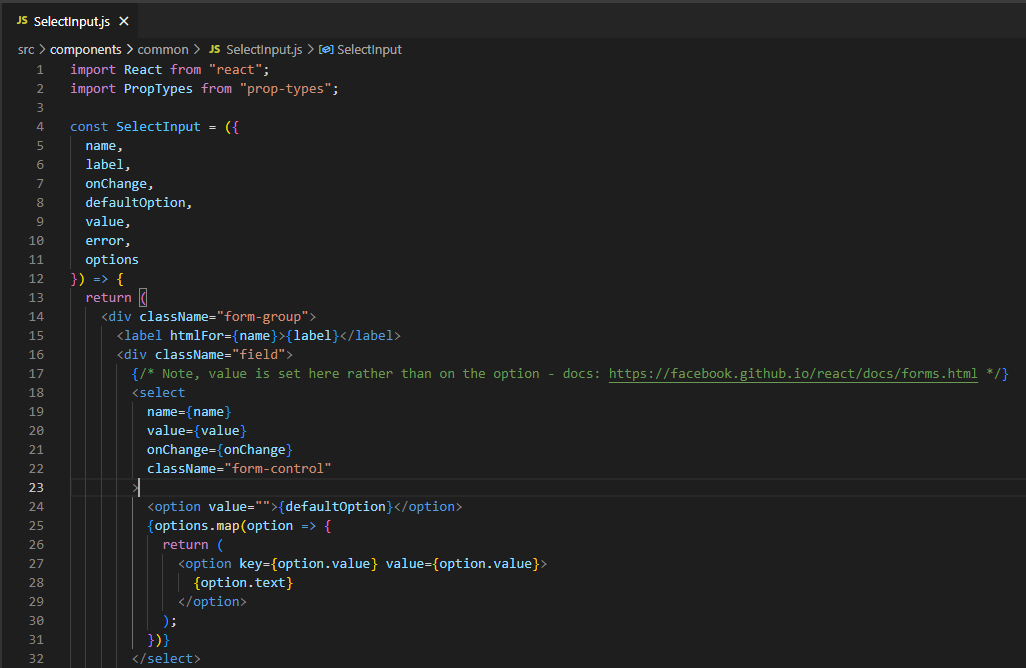 JS SelectInput.js ×
src > components > common > JS SelectInput.js > SelectInput
1 import React from "react";
2 import PropTypes from "prop-types";
3
4 const SelectInput = ({
5   name,
6   label,
7   onChange,
8   defaultOption,
9   value,
10   error,
11   options
12 }) => {
13   return (
14     <div className="form-group">
15       <label htmlFor={name}>{label}</label>
16       <div className="field">
17         {/* Note, value is set here rather than on the option - docs: https://facebook.github.io/react/docs/forms.html */}
18         <select
19           name={name}
20           value={value}
21           onChange={onChange}
22           className="form-control"
23         >
24           <option value="">{defaultOption}</option>
25           {options.map(option => {
26             return (
27               <option key={option.value} value={option.value}>
28                 {option.text}
29               </option>
30             );
31           })}
32         </select>